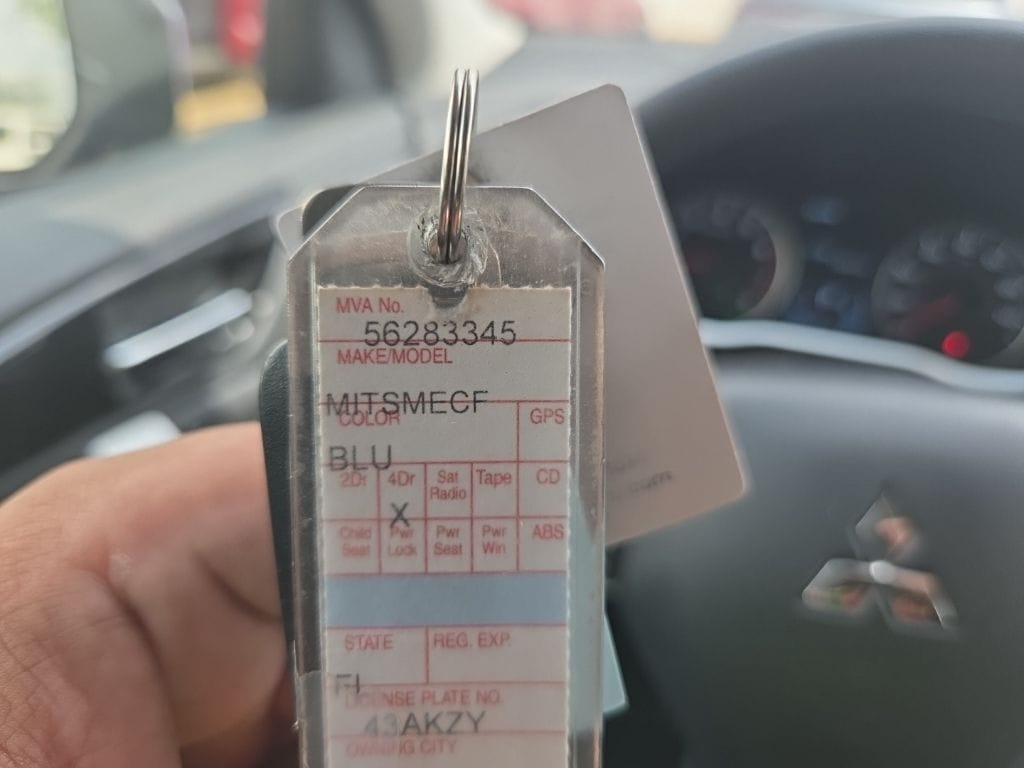 MVA No.
56283345
MAKE/MODEL
MITSMECF
COLOR GPS
BLU
2Dr 4Dr Sat Radio Tape CD
X
Child Seat Pwr Lock Pwr Seat Pwr Win ABS
STATE REG. EXP.
FL
LICENSE PLATE NO.
43AKZY
OWNING CITY